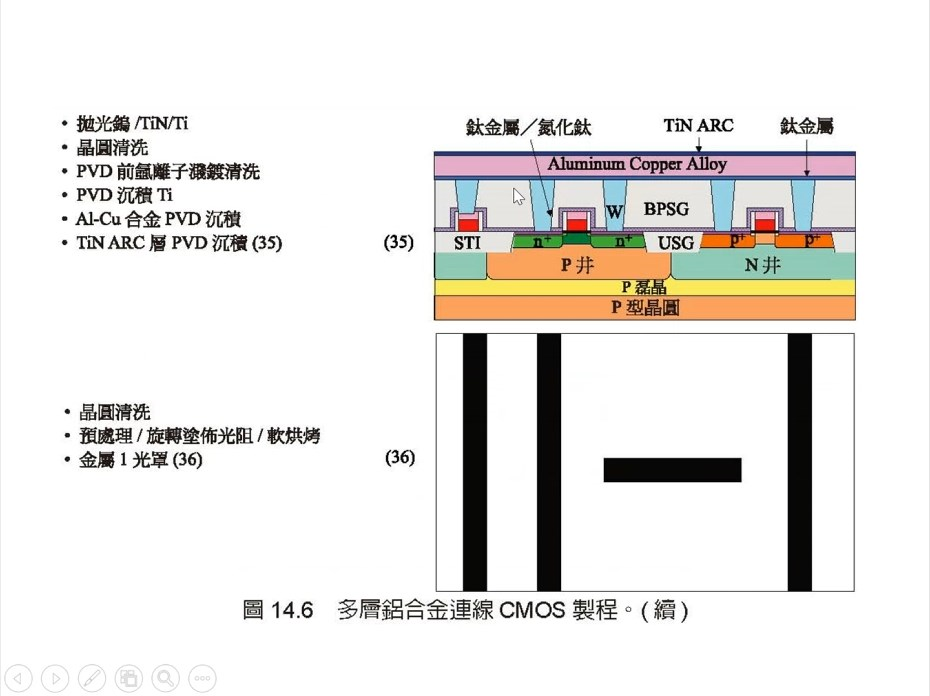 • 拋光鎢 /TiN/Ti
• 晶圓清洗
• PVD 前氬離子濺鍍清洗
• PVD 沉積 Ti
• Al-Cu 合金 PVD 沉積
• TiN ARC 層 PVD 沉積 (35)
(35)
鈦金屬／氮化鈦
TiN ARC
鈦金屬
Aluminum Copper Alloy
W
BPSG
STI
n+
n+
USG
p+
p+
P 井
N 井
P 磊晶
P 型晶圓
• 晶圓清洗
• 預處理 / 旋轉塗佈光阻 / 軟烘烤
• 金屬 1 光罩 (36)
(36)
圖 14.6 多層鋁合金連線 CMOS 製程。( 續 )